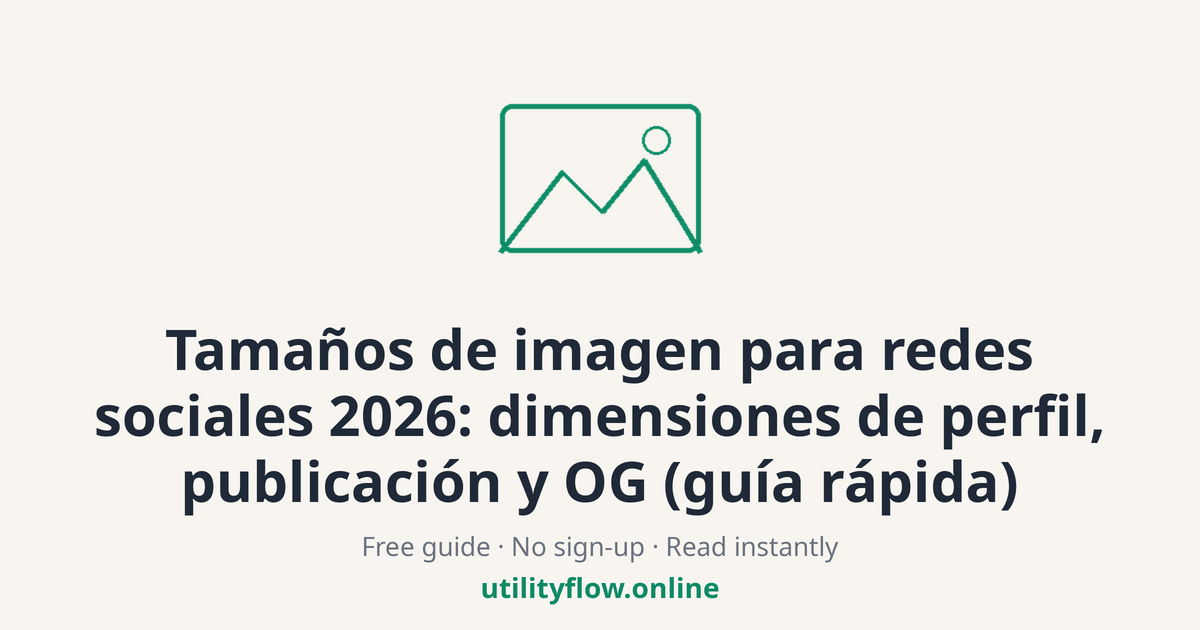 Tamaños de imagen para redes
sociales 2026: dimensiones de perfil,
publicación y OG (guía rápida)
Free guide · No sign-up · Read instantly
utilityflow.online